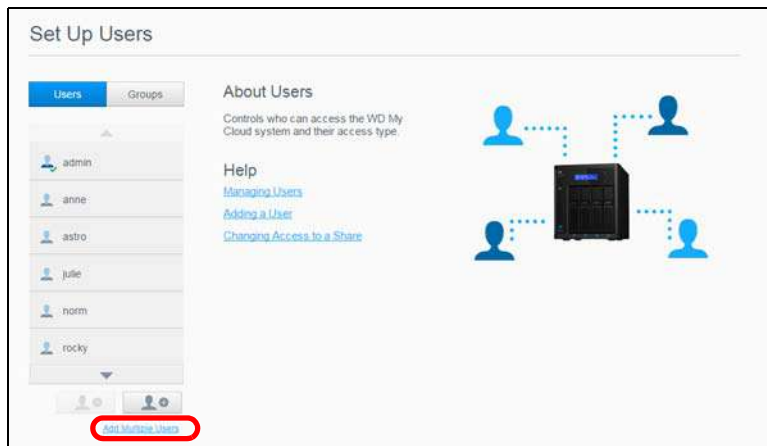 Set Up Users
Users
Groups
admin
anne
astro
julie
norm
rocky
Add Multiple Users
About Users
Controls who can access the WD My
Cloud system and their access type.
Help
Managing Users
Adding a User
Changing Access to a Share